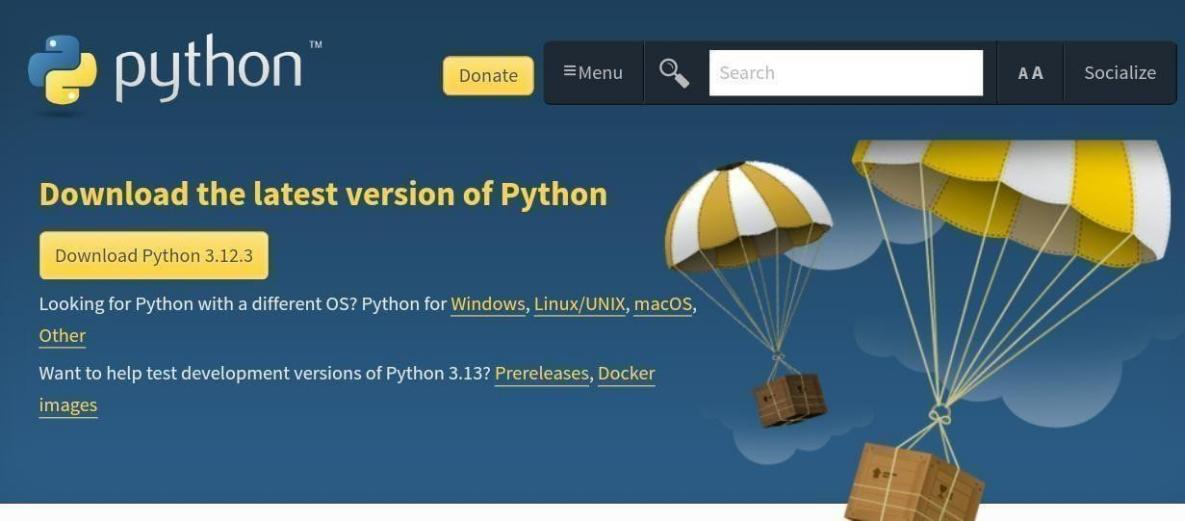 python™
Donate
≡Menu
Search
A A
Socialize
Download the latest version of Python
Download Python 3.12.3
Looking for Python with a different OS? Python for Windows, Linux/UNIX, macOS,
Other
Want to help test development versions of Python 3.13? Prereleases, Docker
images